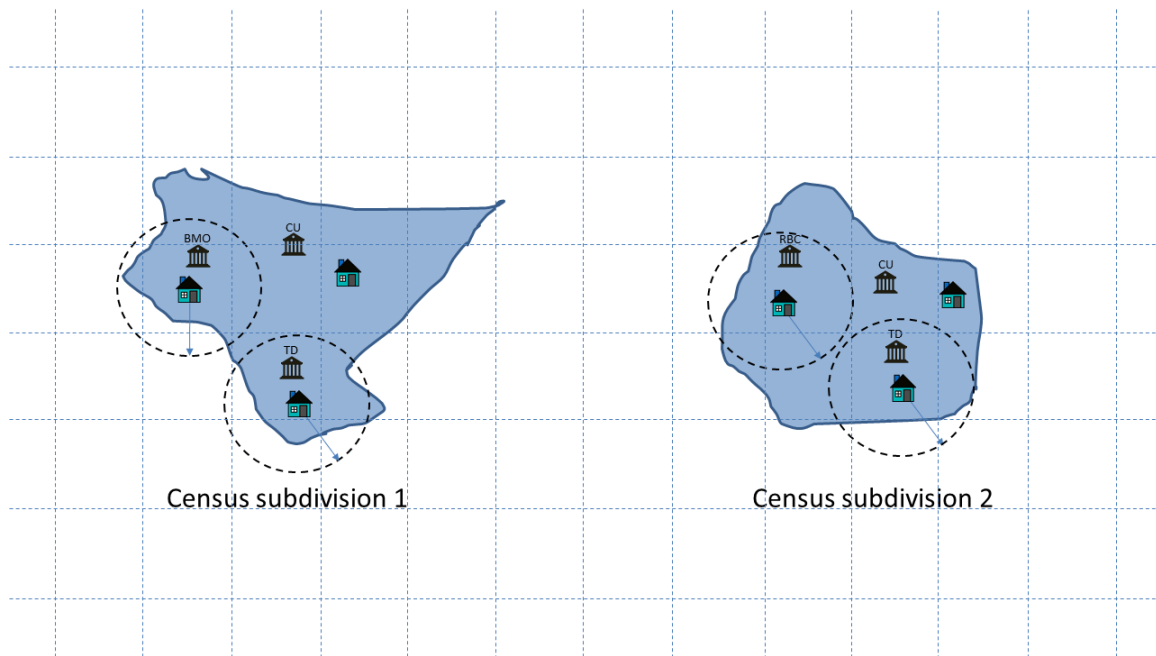 BMO
CU
TD
Census subdivision 1
RBC
CU
TD
Census subdivision 2